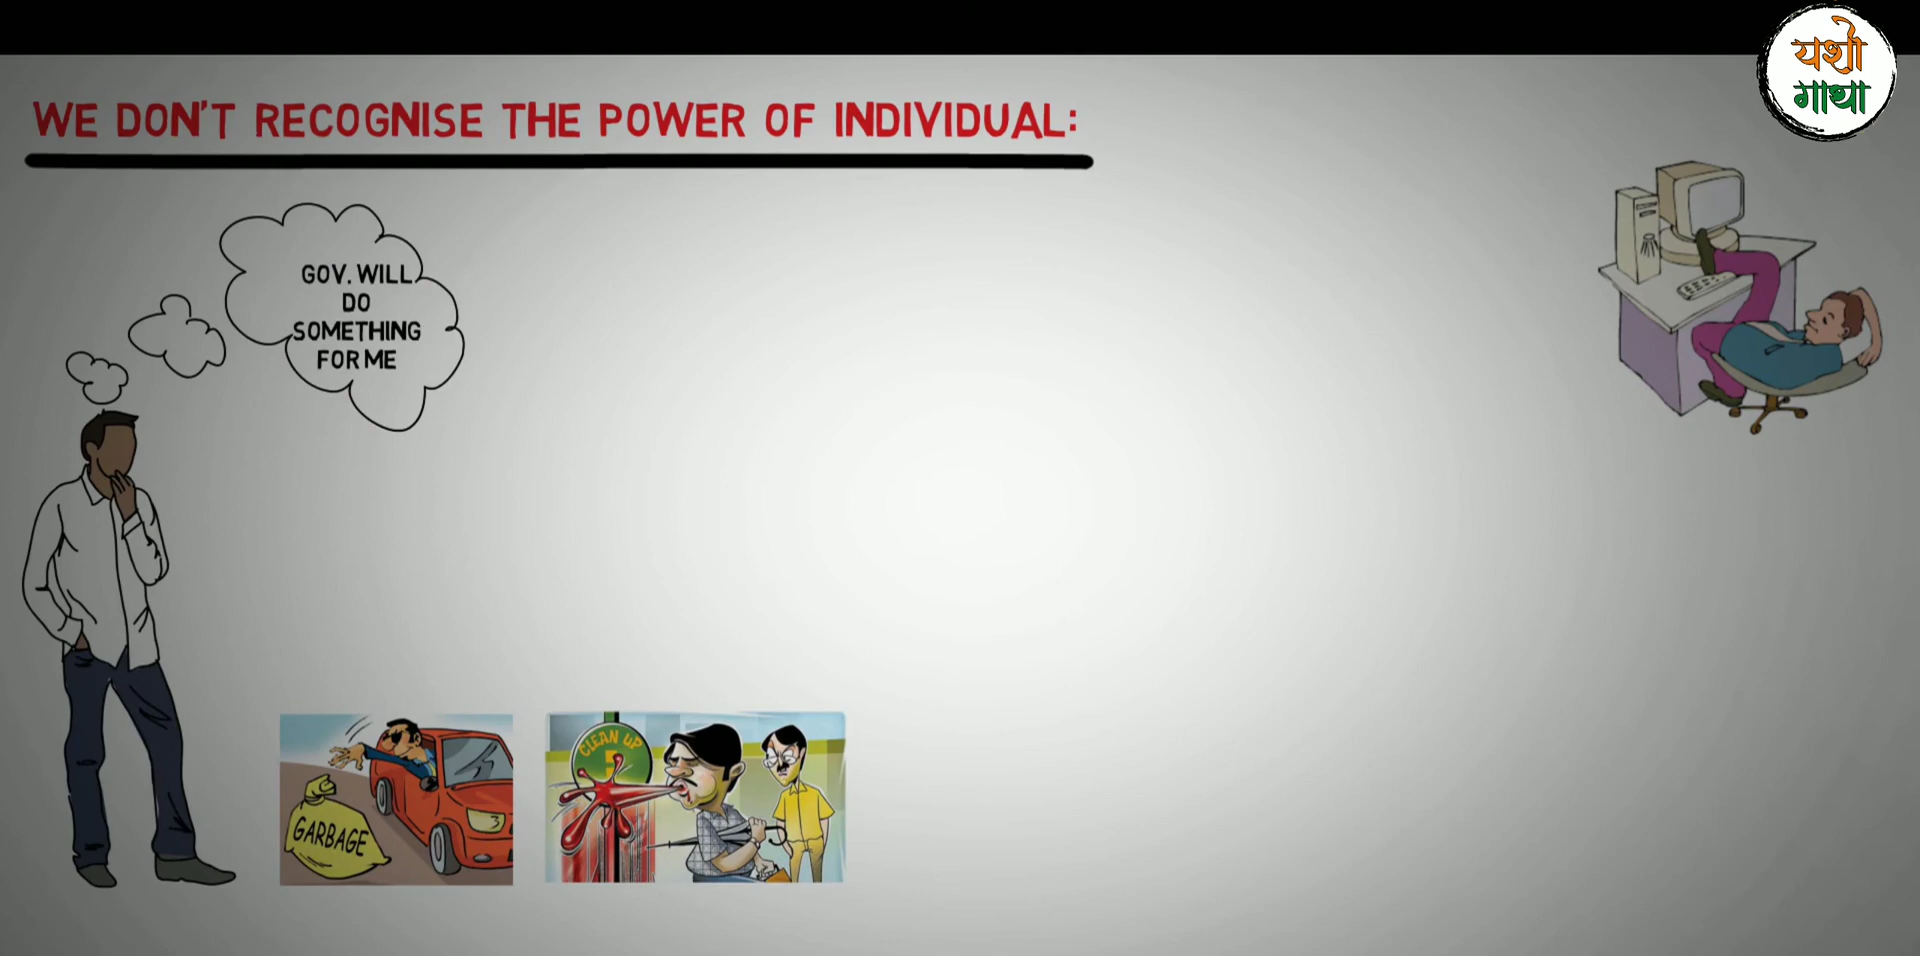 यशो
गाथा
WE DON'T RECOGNISE THE POWER OF INDIVIDUAL:
GOV. WILL
DO
SOMETHING
FOR ME
GARBAGE
CLEAN UP